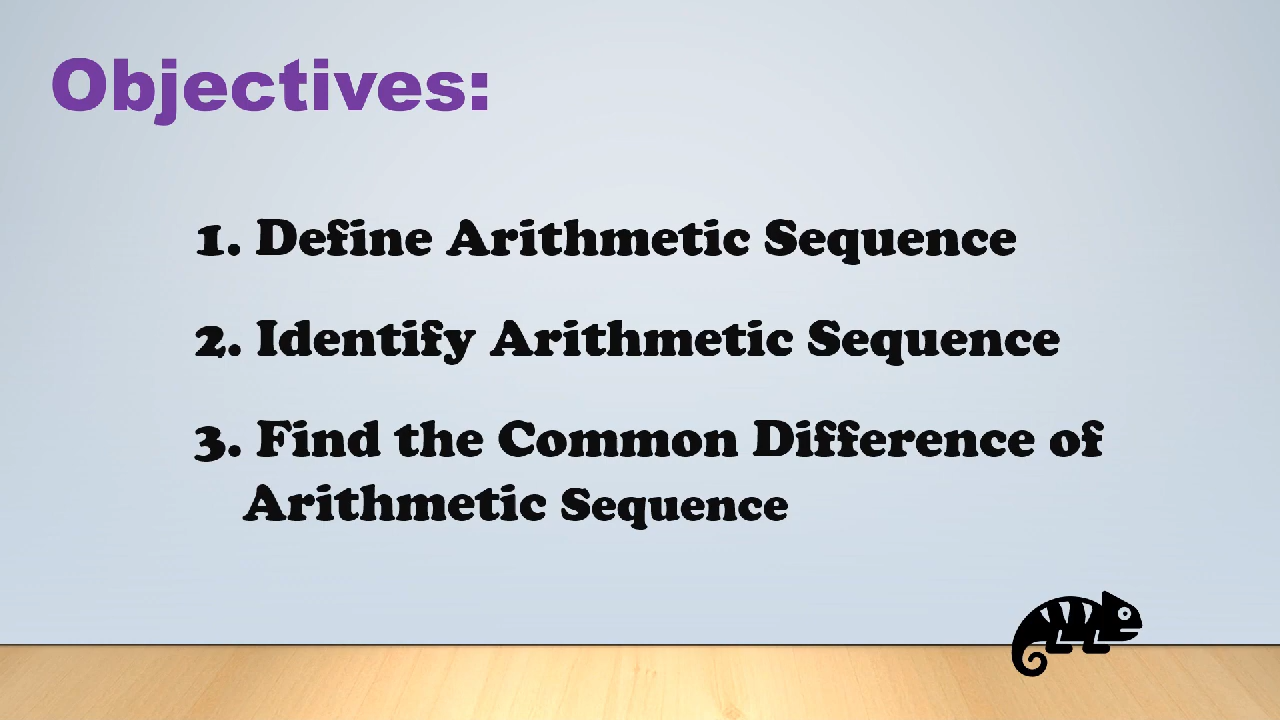 Objectives:
1. Define Arithmetic Sequence
2. Identify Arithmetic Sequence
3. Find the Common Difference of
Arithmetic Sequence